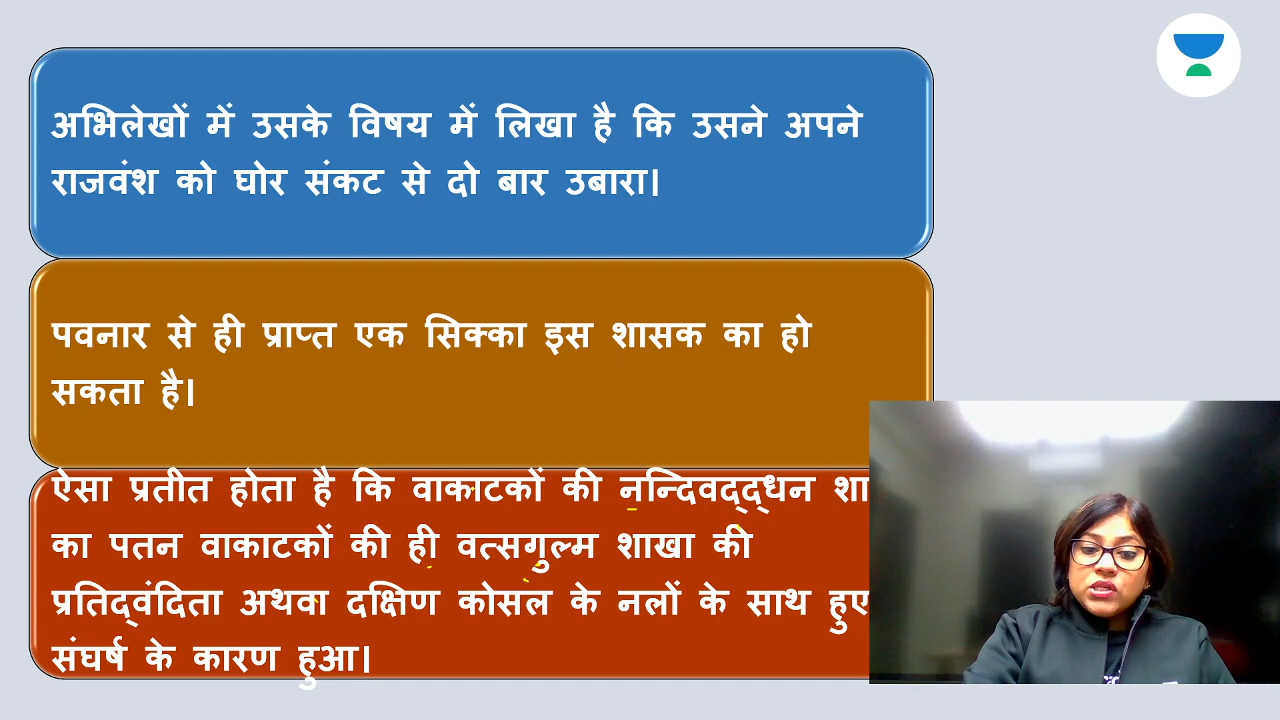 अभिलेखों में उसके विषय में लिखा है कि उसने अपने
राजवंश को घोर संकट से दो बार उबारा।
पवनार से ही प्राप्त एक सिक्का इस शासक का हो
सकता है।
ऐसा प्रतीत होता है कि वाकाटकों की नन्दिवद्द्धन शा
का पतन वाकाटकों की ही वत्सगुल्म शाखा की
प्रतिद्वंदिता अथवा दक्षिण कोसल के नलों के साथ हुए
संघर्ष के कारण हुआ।